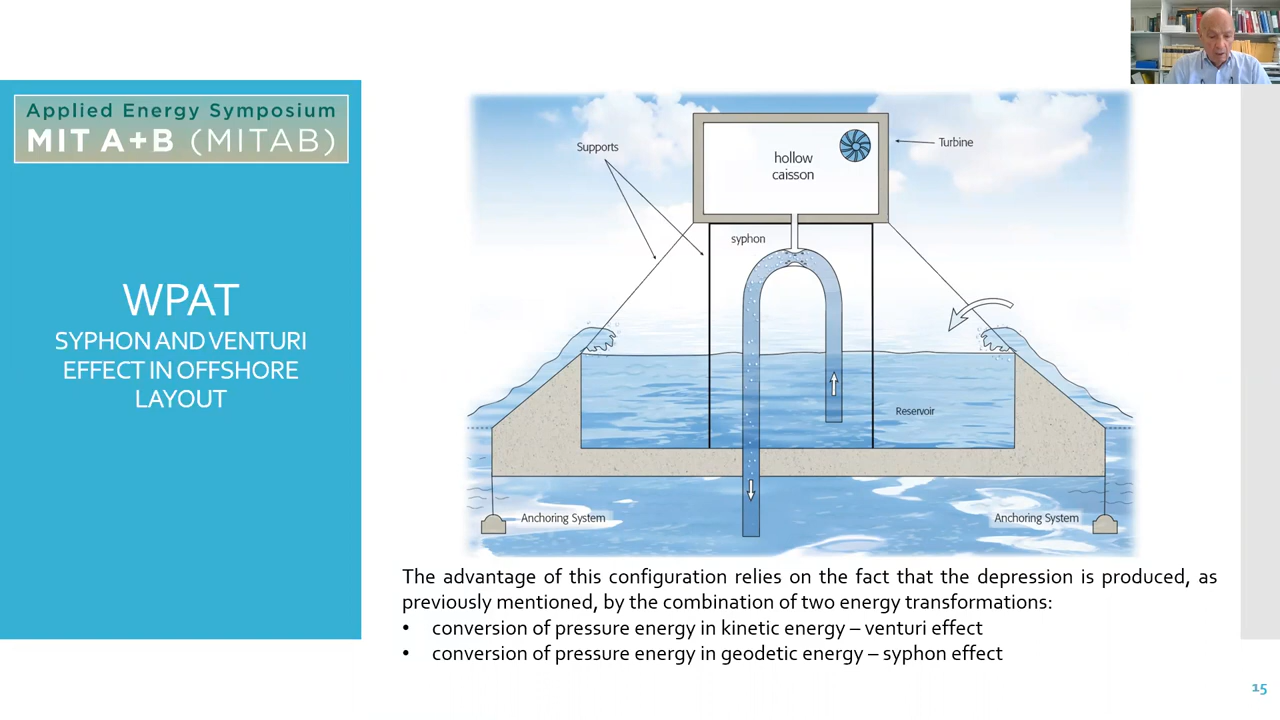 Applied Energy Symposium
MIT A+B (MITAB)
WPAT
SYPHON AND VENTURI
EFFECT IN OFFSHORE
LAYOUT
Supports
hollow
caisson
Turbine
syphon
Reservoir
Anchoring System
Anchoring System
The advantage of this configuration relies on the fact that the depression is produced, as
previously mentioned, by the combination of two energy transformations:
• conversion of pressure energy in kinetic energy – venturi effect
• conversion of pressure energy in geodetic energy – syphon effect
15